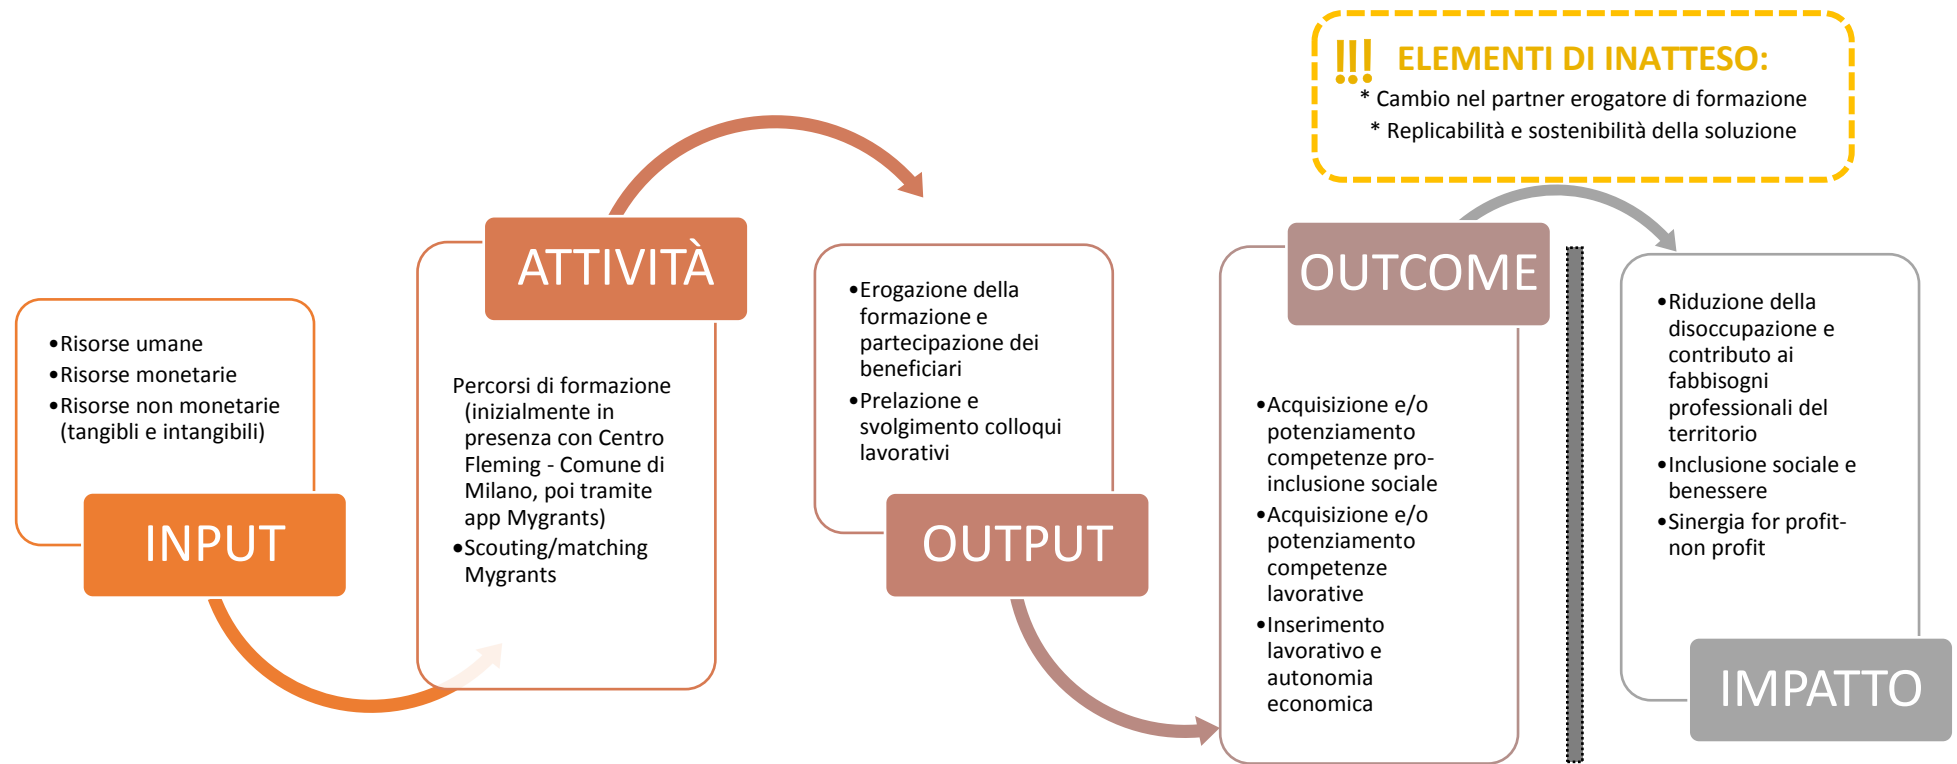 !!! ELEMENTI DI INATTESO:
* Cambio nel partner erogatore di formazione
* Replicabilità e sostenibilità della soluzione
•Risorse umane
•Risorse monetarie
•Risorse non monetarie
(tangibli e intangibili)
INPUT
ATTIVITÀ
Percorsi di formazione
(inizialmente in
presenza con Centro
Fleming - Comune di
Milano, poi tramite
app Mygrants)
•Scouting/matching
Mygrants
•Erogazione della
formazione e
partecipazione dei
beneficiari
•Prelazione e
svolgimento colloqui
lavorativi
OUTPUT
OUTCOME
•Acquisizione e/o
potenziamento
competenze pro-
inclusione sociale
•Acquisizione e/o
potenziamento
competenze
lavorative
•Inserimento
lavorativo e
autonomia
economica
•Riduzione della
disoccupazione e
contributo ai
fabbisogni
professionali del
territorio
•Inclusione sociale e
benessere
•Sinergia for profit-
non profit
IMPATTO